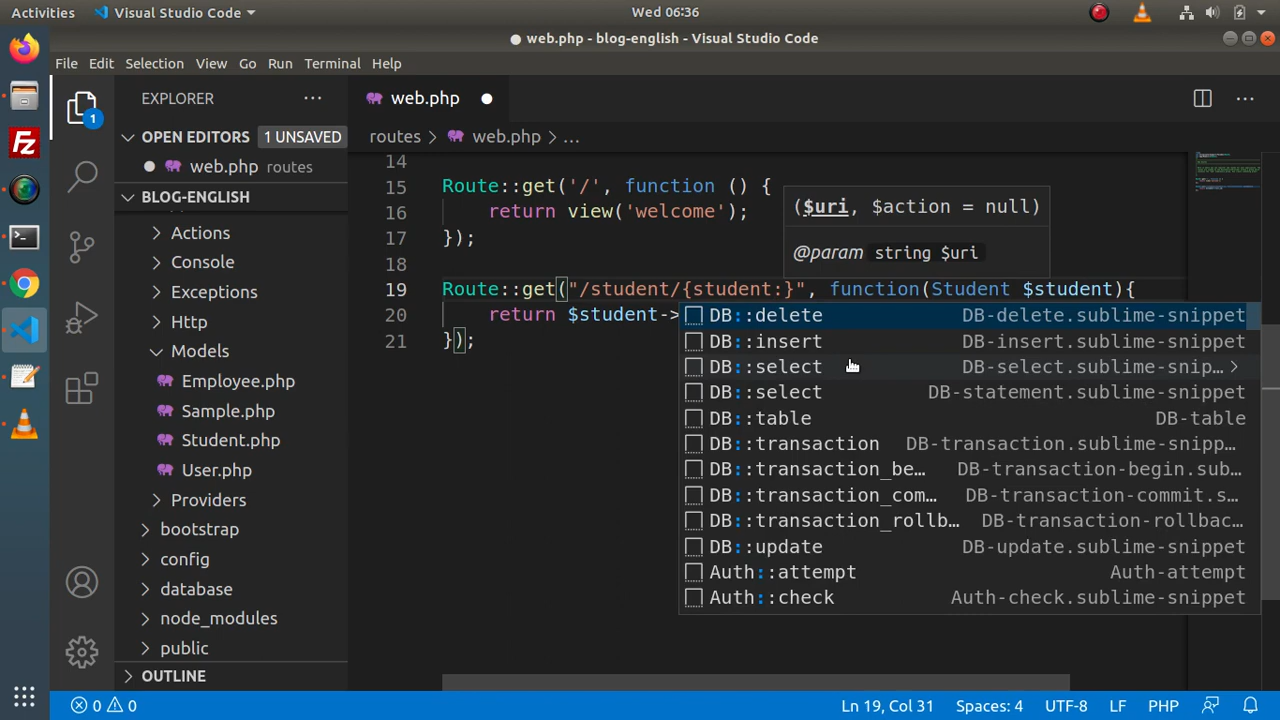 Activities
Visual Studio Code
Wed 06:36
● web.php - blog-english - Visual Studio Code
File Edit Selection View Go Run Terminal Help
1
EXPLORER
OPEN EDITORS 1 UNSAVED
web.php routes
BLOG-ENGLISH
Actions
Console
Exceptions
Http
Models
Employee.php
Sample.php
Student.php
User.php
Providers
bootstrap
config
database
node_modules
public
OUTLINE
web.php
routes > web.php > ...
14
15 Route::get('/', function () {
16 return view('welcome');
17 });
18
19 Route::get("/student/{student:}", function(Student $student){
20 return $student->
21 });
($uri, $action = null)
@param string $uri
DB::delete DB-delete.sublime-snippet
DB::insert DB-insert.sublime-snippet
DB::select DB-select.sublime-snip…
DB::select DB-statement.sublime-snippet
DB::table DB-table
DB::transaction DB-transaction.sublime-snipp…
DB::transaction_be… DB-transaction-begin.sub…
DB::transaction_com… DB-transaction-commit.s…
DB::transaction_rollb… DB-transaction-rollbac…
DB::update DB-update.sublime-snippet
Auth::attempt Auth-attempt
Auth::check Auth-check.sublime-snippet
0 0
Ln 19, Col 31 Spaces: 4 UTF-8 LF PHP